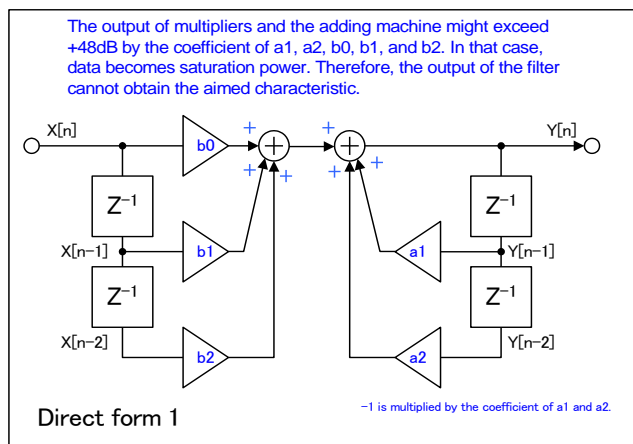 The output of multipliers and the adding machine might exceed
+48dB by the coefficient of a1, a2, b0, b1, and b2. In that case,
data becomes saturation power. Therefore, the output of the filter
cannot obtain the aimed characteristic.
X[n] b0 + + + Y[n]
+ + + +
Z⁻¹ Z⁻¹
X[n-1] b1 a1 Y[n-1]
Z⁻¹ Z⁻¹
X[n-2] b2 a2 Y[n-2]
Direct form 1
-1 is multiplied by the coefficient of a1 and a2.